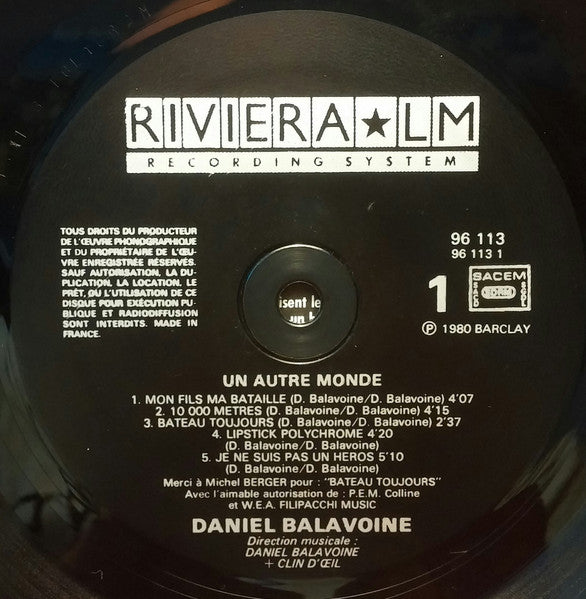 RIVIERA★LM
RECORDING SYSTEM
TOUS DROITS DU PRODUCTEUR
DE L'ŒUVRE PHONOGRAPHIQUE
ET DU PROPRIÉTAIRE DE L'ŒU-
VRE ENREGISTRÉE RÉSERVÉS.
SAUF AUTORISATION, LA DU-
PLICATION, LA LOCATION, LE
PRÊT, OU L'UTILISATION DE CE
DISQUE POUR EXÉCUTION PU-
BLIQUE ET RADIODIFFUSION
SONT INTERDITS. MADE IN
FRANCE.
96 113
96 113 1
1
SACEM
SACD
SDRM
SGDL
℗ 1980 BARCLAY
isent le
UN AUTRE MONDE
1. MON FILS MA BATAILLE (D. Balavoine/D. Balavoine) 4'07
2. 10 000 METRES (D. Balavoine/D. Balavoine) 4'15
3. BATEAU TOUJOURS (D. Balavoine/D. Balavoine) 2'37
4. LIPSTICK POLYCHROME 4'20
(D. Balavoine/D. Balavoine)
5. JE NE SUIS PAS UN HEROS 5'10
(D. Balavoine/D. Balavoine)
Merci à Michel BERGER pour : "BATEAU TOUJOURS"
Avec l'aimable autorisation de : P.E.M. Colline
et W.E.A. FILIPACCHI MUSIC
DANIEL BALAVOINE
Direction musicale :
DANIEL BALAVOINE
+ CLIN D'ŒIL